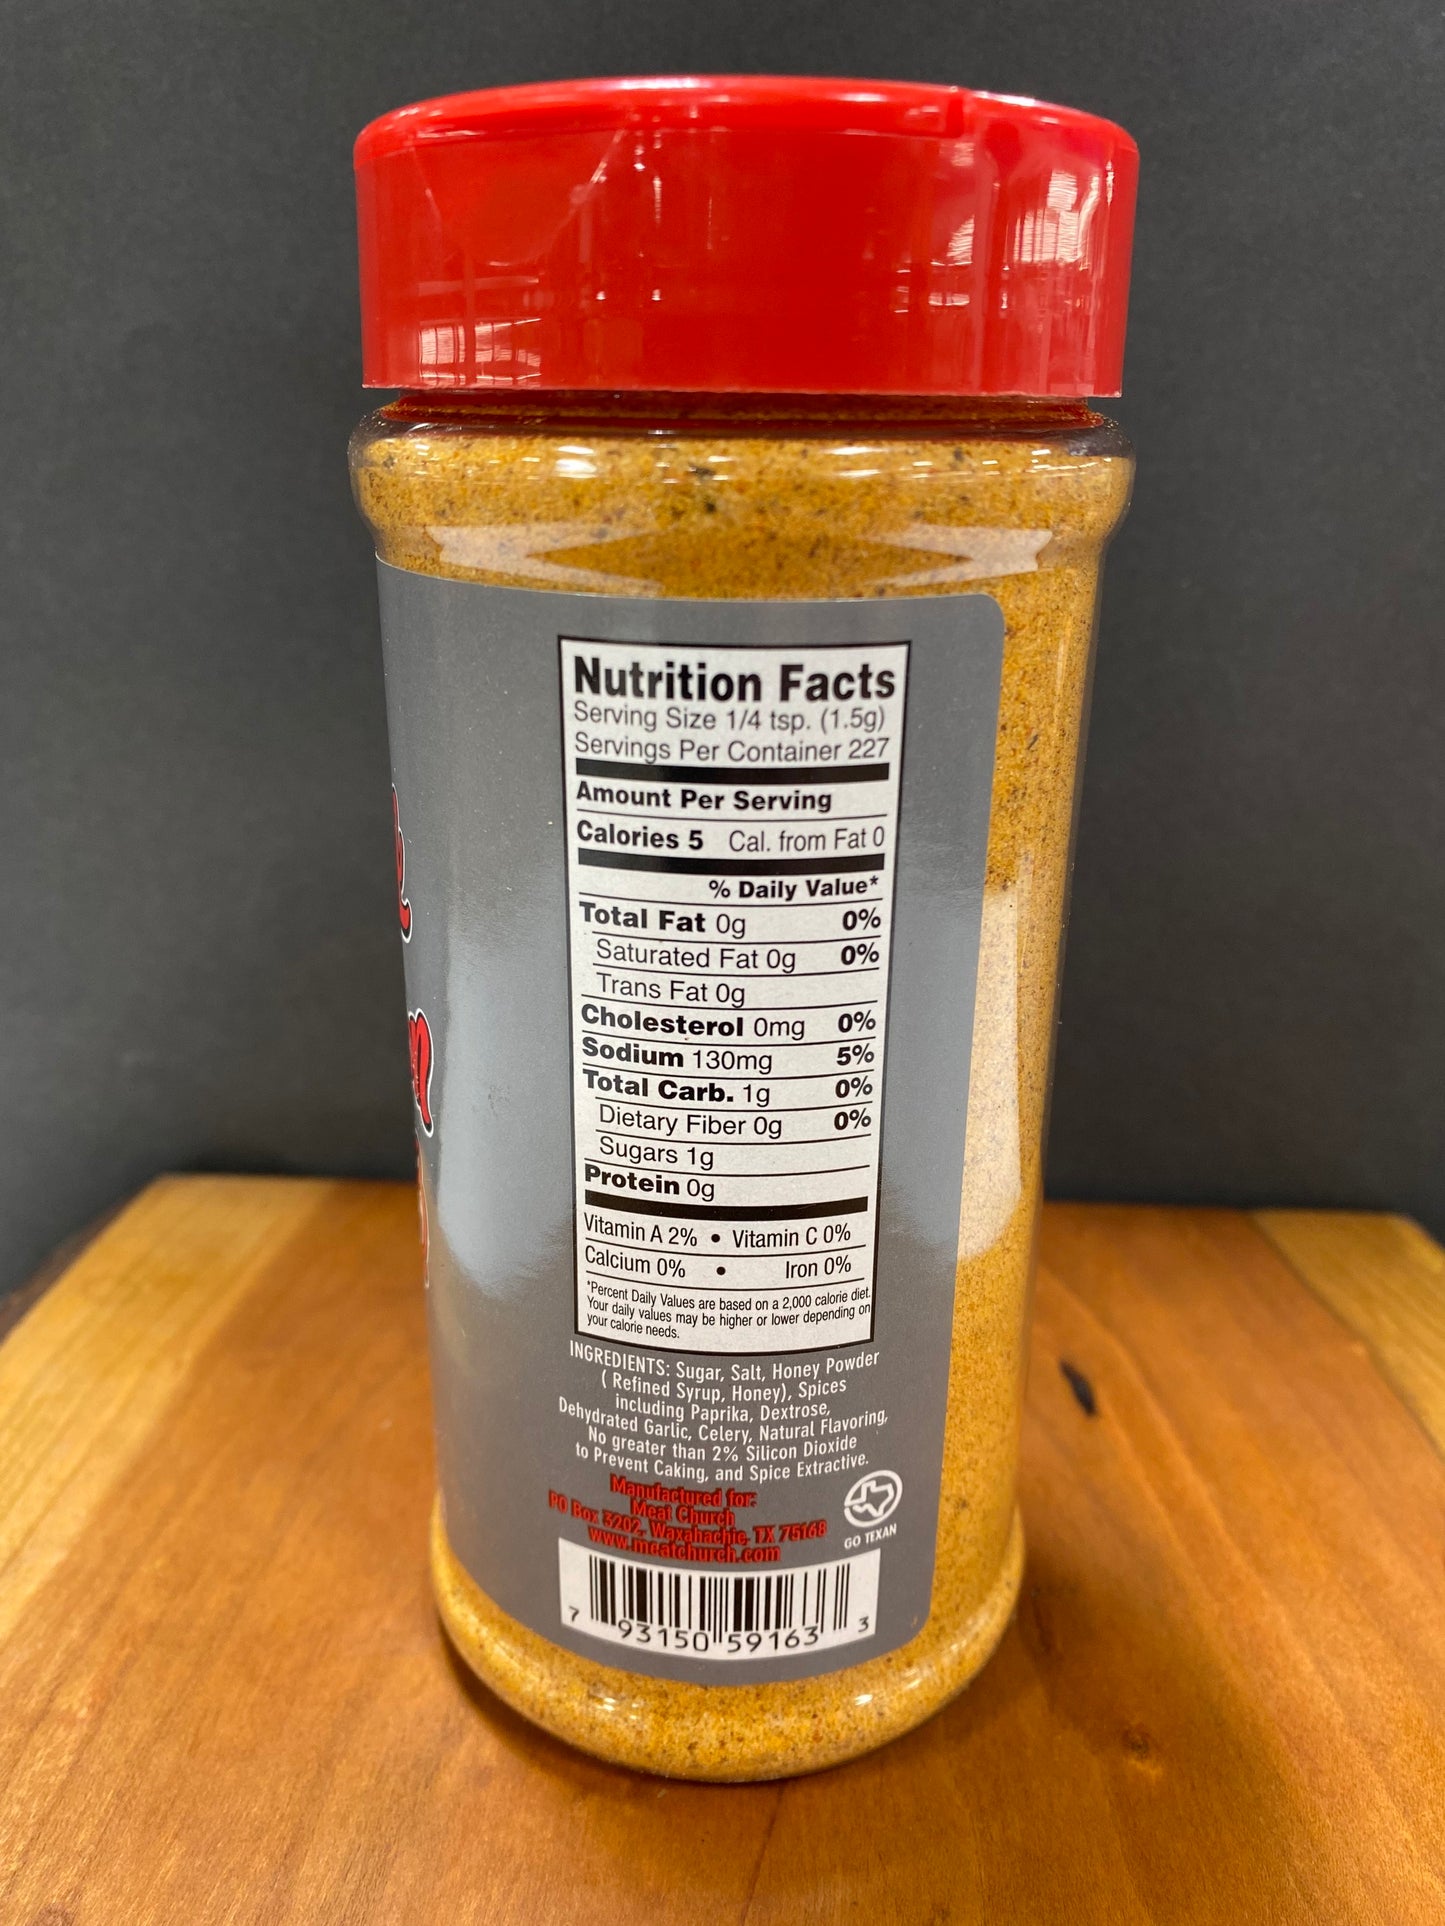 Nutrition Facts
Serving Size 1/4 tsp. (1.5g)
Servings Per Container 227
Amount Per Serving
Calories 5 Cal. from Fat 0
% Daily Value*
Total Fat 0g 0%
Saturated Fat 0g 0%
Trans Fat 0g
Cholesterol 0mg 0%
Sodium 130mg 5%
Total Carb. 1g 0%
Dietary Fiber 0g 0%
Sugars 1g
Protein 0g
Vitamin A 2% • Vitamin C 0%
Calcium 0% • Iron 0%
*Percent Daily Values are based on a 2,000 calorie diet.
Your daily values may be higher or lower depending on
your calorie needs.
INGREDIENTS: Sugar, Salt, Honey Powder
( Refined Syrup, Honey), Spices
including Paprika, Dextrose,
Dehydrated Garlic, Celery, Natural Flavoring,
No greater than 2% Silicon Dioxide
to Prevent Caking, and Spice Extractive.
Manufactured for:
Meat Church
PO Box 3202, Waxahachie, TX 75168
www.meatchurch.com
GO TEXAN
7 93150 59163 3